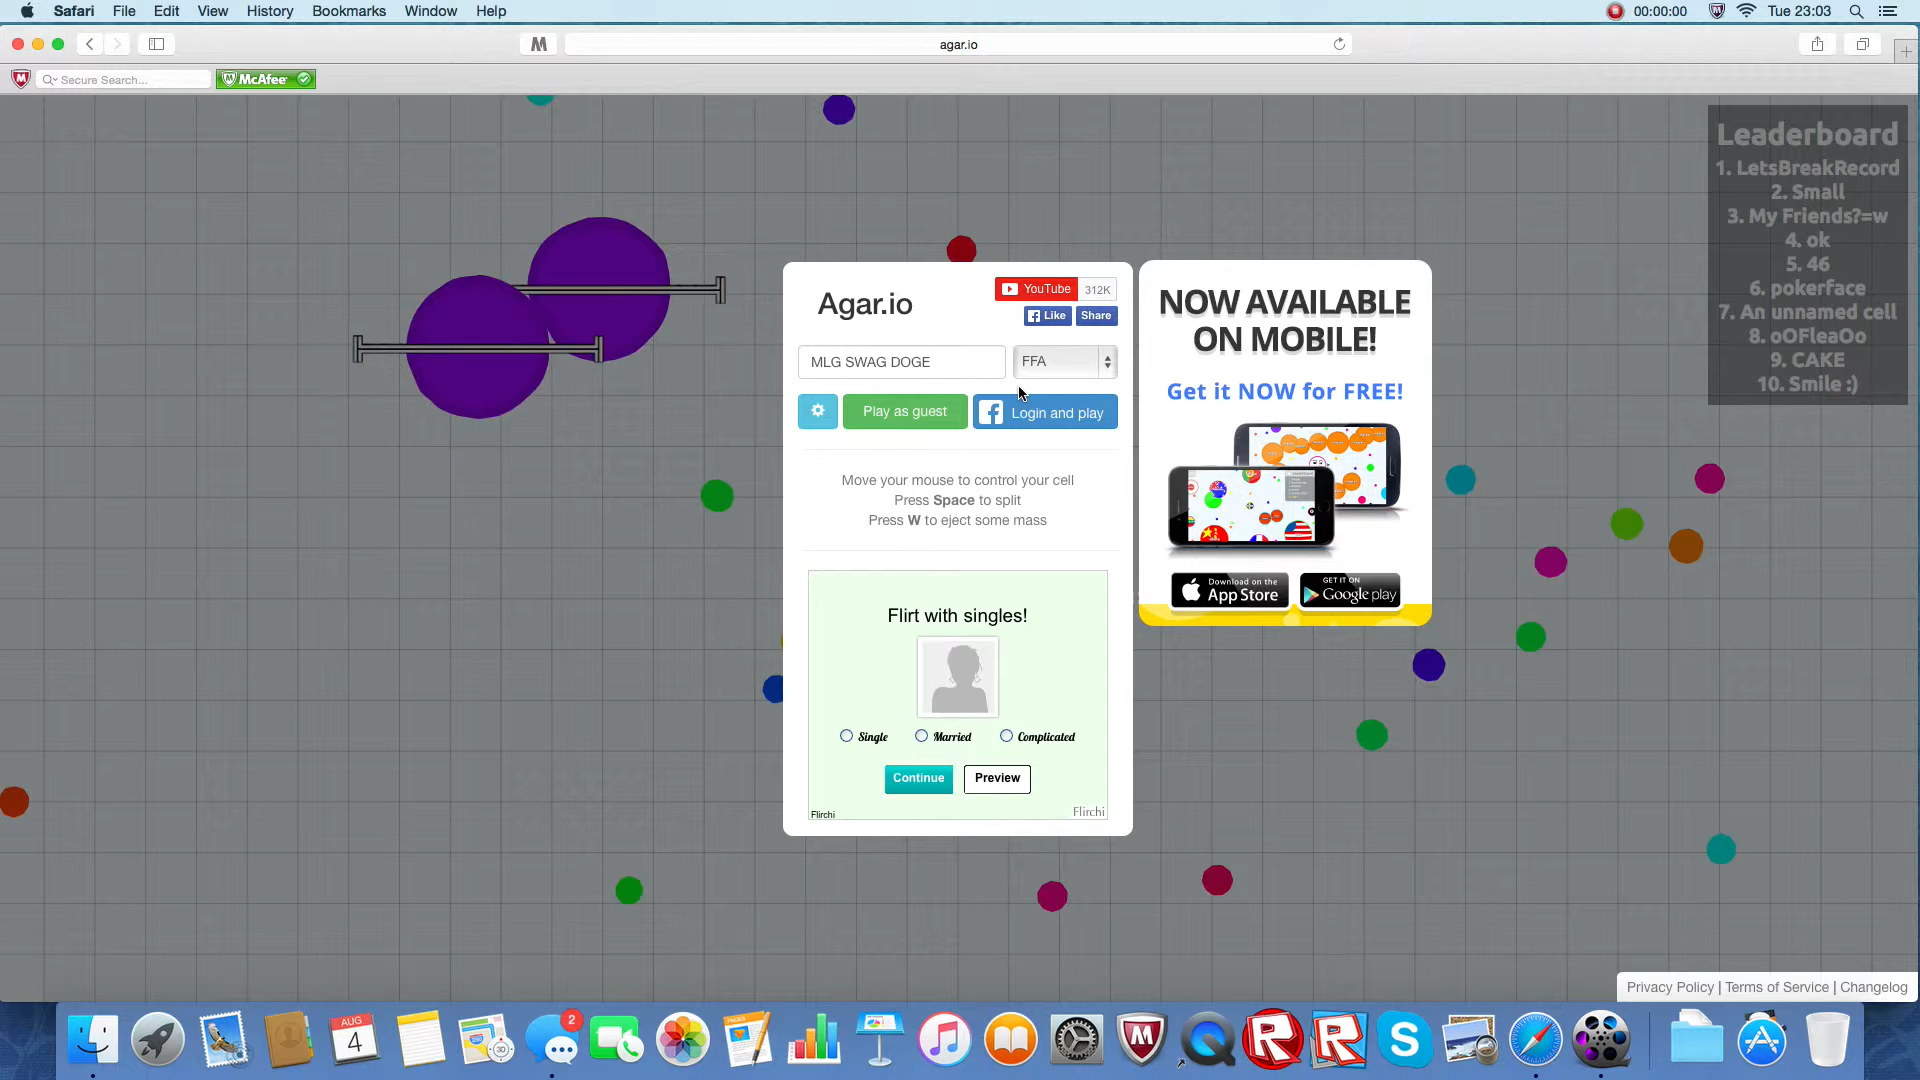 Safari File Edit View History Bookmarks Window Help 00:00:00 Tue 23:03
M agar.io
Secure Search... McAfee
Leaderboard
1. LetsBreakRecord
2. Small
3. My Friends?=w
4. ok
5. 46
6. pokerface
7. An unnamed cell
8. oOFleaOo
9. CAKE
10. Smile :)
Agar.io
YouTube 312K
Like Share
MLG SWAG DOGE FFA
Play as guest Login and play
Move your mouse to control your cell
Press Space to split
Press W to eject some mass
Flirt with singles!
Single Married Complicated
Continue Preview
Flirchi Flirchi
NOW AVAILABLE
ON MOBILE!
Get it NOW for FREE!
Download on the
App Store
GET IT ON
Google play
Privacy Policy | Terms of Service | Changelog
AUG
4
2